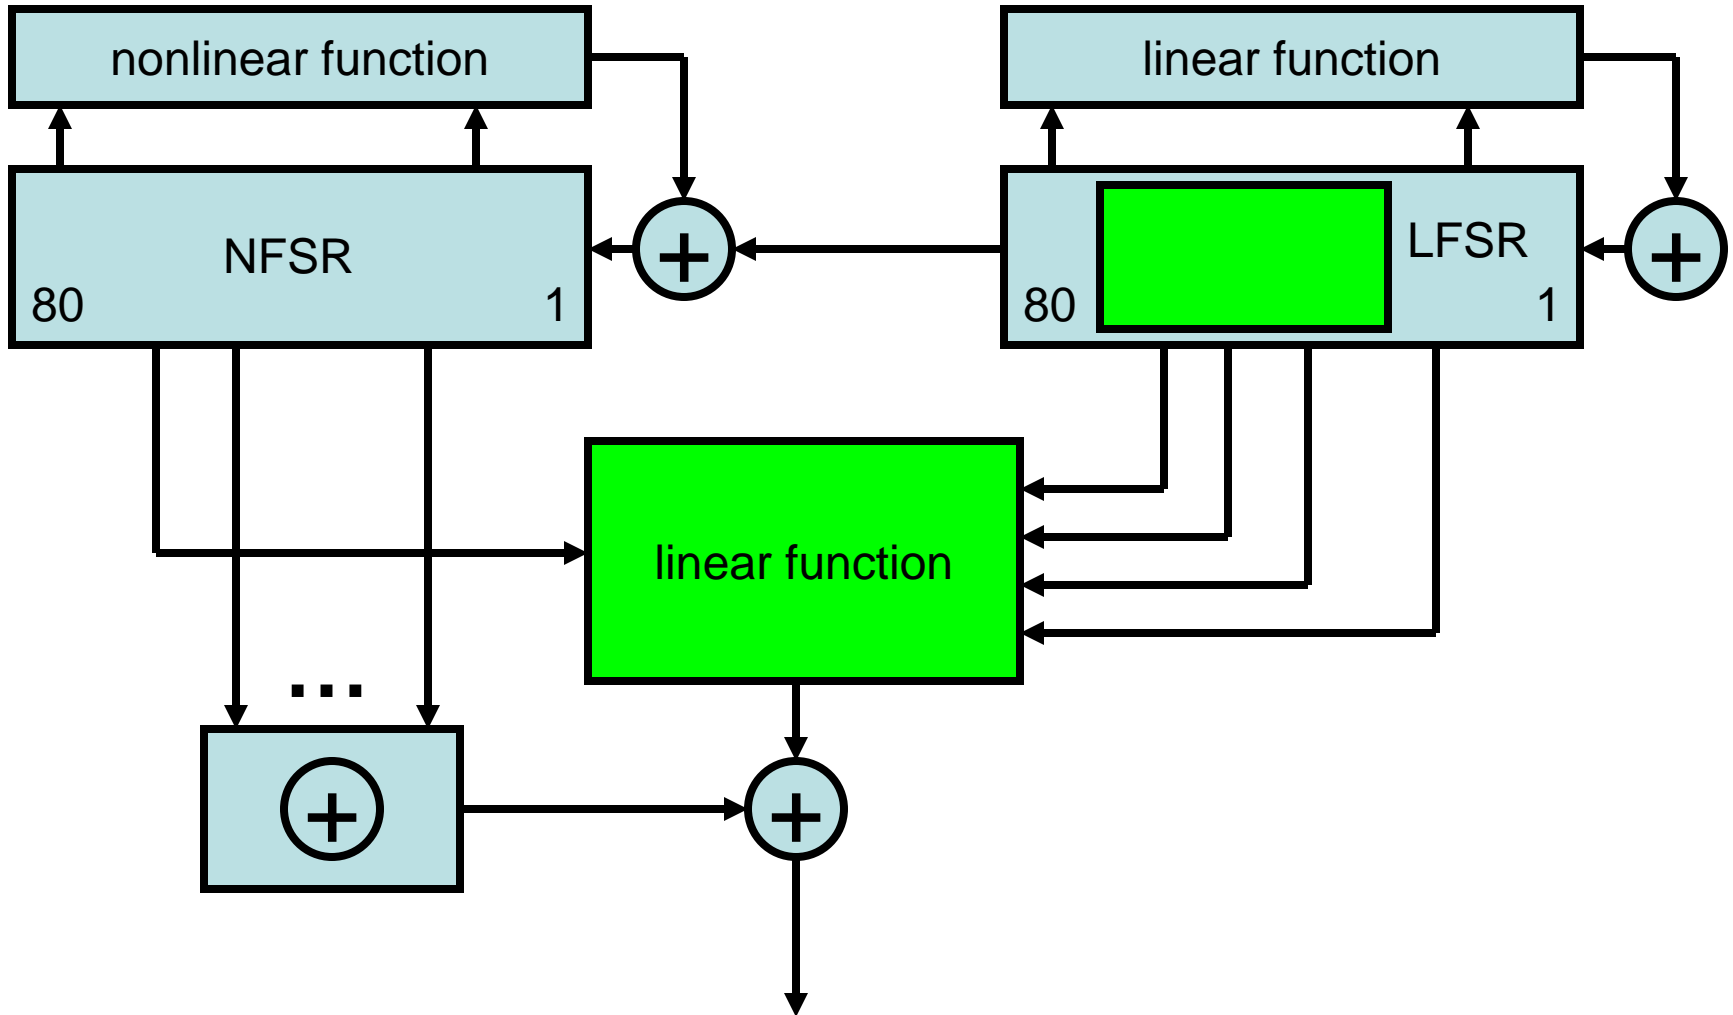 nonlinear function
linear function
NFSR
80 1
+
LFSR
80 1
+
linear function
...
+
+